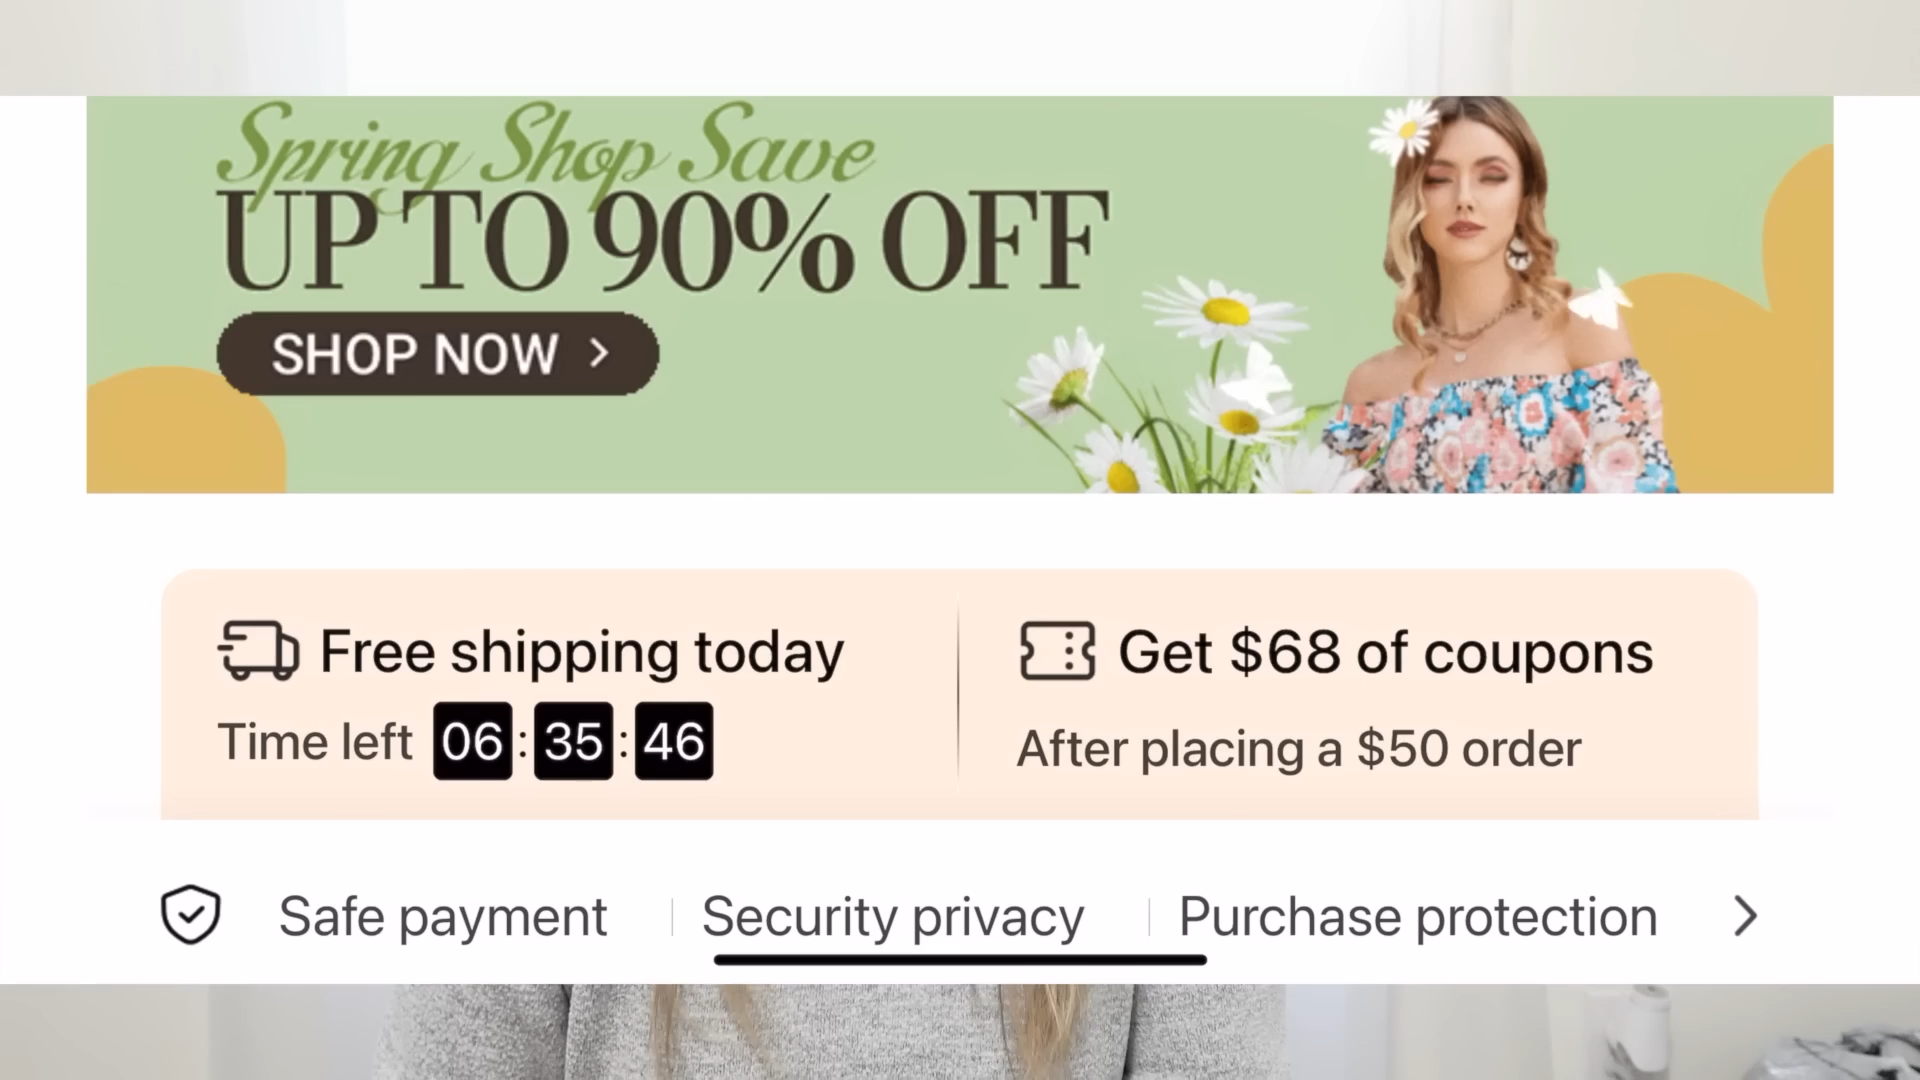 Spring Shop Save
UP TO 90% OFF
SHOP NOW >
Free shipping today
Time left 06:35:46
Get $68 of coupons
After placing a $50 order
Safe payment
Security privacy
Purchase protection